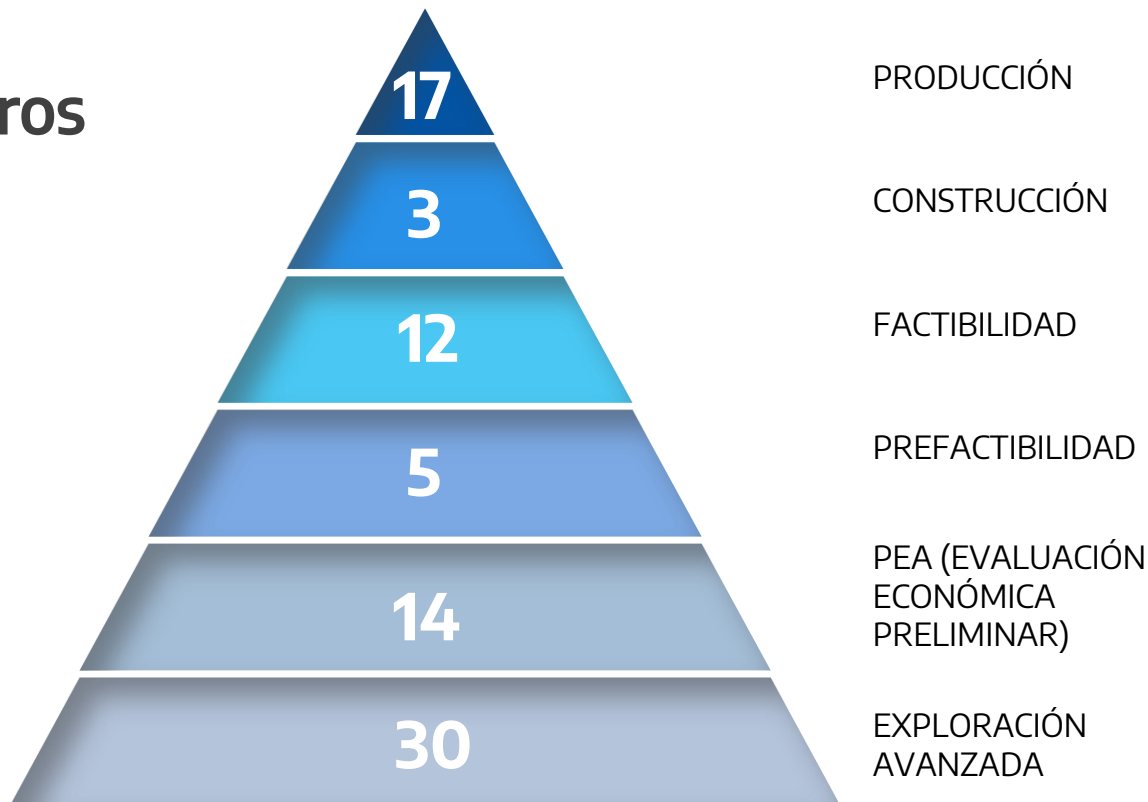 ros
17
PRODUCCIÓN
3
CONSTRUCCIÓN
12
FACTIBILIDAD
5
PREFACTIBILIDAD
14
PEA (EVALUACIÓN
ECONÓMICA
PRELIMINAR)
30
EXPLORACIÓN
AVANZADA